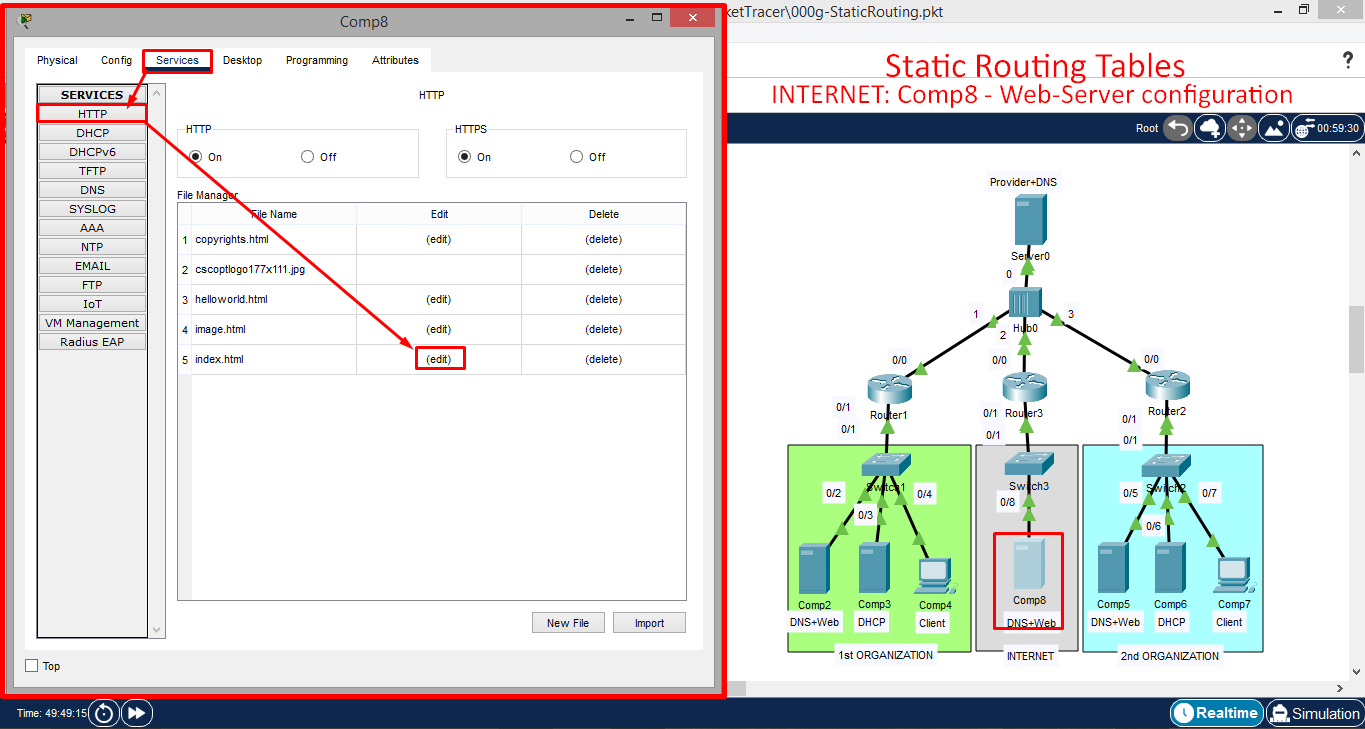 Comp8
Physical
Config
Services
Desktop
Programming
Attributes
SERVICES
HTTP
DHCP
DHCPv6
TFTP
DNS
SYSLOG
AAA
NTP
EMAIL
FTP
IoT
VM Management
Radius EAP
HTTP
HTTP
On
Off
HTTPS
On
Off
File Manager
File Name
Edit
Delete
1 copyrights.html (edit) (delete)
2 cscoptlogo177x111.jpg (delete)
3 helloworld.html (edit) (delete)
4 image.html (edit) (delete)
5 index.html (edit) (delete)
New File
Import
Top
Time: 49:49:15
ketTracer\000g-StaticRouting.pkt
?
Static Routing Tables
INTERNET: Comp8 - Web-Server configuration
Root
00:59:30
Provider+DNS
Server0
0
1
Hub0
3
2
0/0
0/0
0/0
Router1
Router3
Router2
0/1
0/1
0/1
0/1
0/1
0/1
Switch1
Switch3
Switch2
0/2
0/3
0/4
0/8
0/5
0/6
0/7
Comp2
Comp3
Comp4
Comp8
Comp5
Comp6
Comp7
DNS+Web
DHCP
Client
DNS+Web
DNS+Web
DHCP
Client
1st ORGANIZATION
INTERNET
2nd ORGANIZATION
Realtime
Simulation